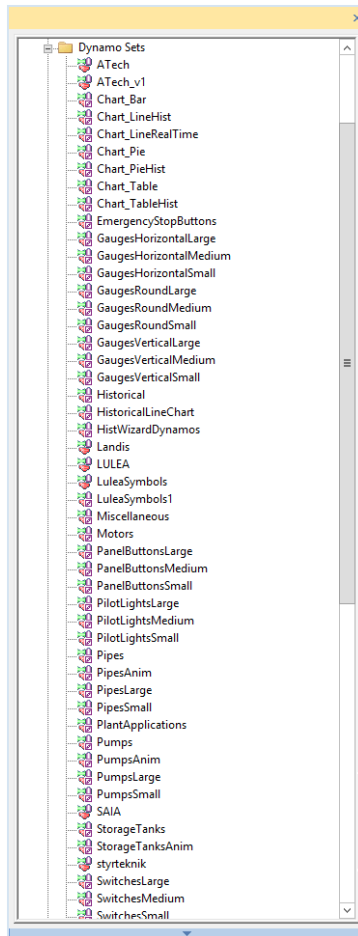 Dynamo Sets
ATech
ATech_v1
Chart_Bar
Chart_LineHist
Chart_LineRealTime
Chart_Pie
Chart_PieHist
Chart_Table
Chart_TableHist
EmergencyStopButtons
GaugesHorizontalLarge
GaugesHorizontalMedium
GaugesHorizontalSmall
GaugesRoundLarge
GaugesRoundMedium
GaugesRoundSmall
GaugesVerticalLarge
GaugesVerticalMedium
GaugesVerticalSmall
Historical
HistoricalLineChart
HistWizardDynamos
Landis
LULEA
LuleaSymbols
LuleaSymbols1
Miscellaneous
Motors
PanelButtonsLarge
PanelButtonsMedium
PanelButtonsSmall
PilotLightsLarge
PilotLightsMedium
PilotLightsSmall
Pipes
PipesAnim
PipesLarge
PipesSmall
PlantApplications
Pumps
PumpsAnim
PumpsLarge
PumpsSmall
SAIA
StorageTanks
StorageTanksAnim
styrteknik
SwitchesLarge
SwitchesMedium
SwitchesSmall